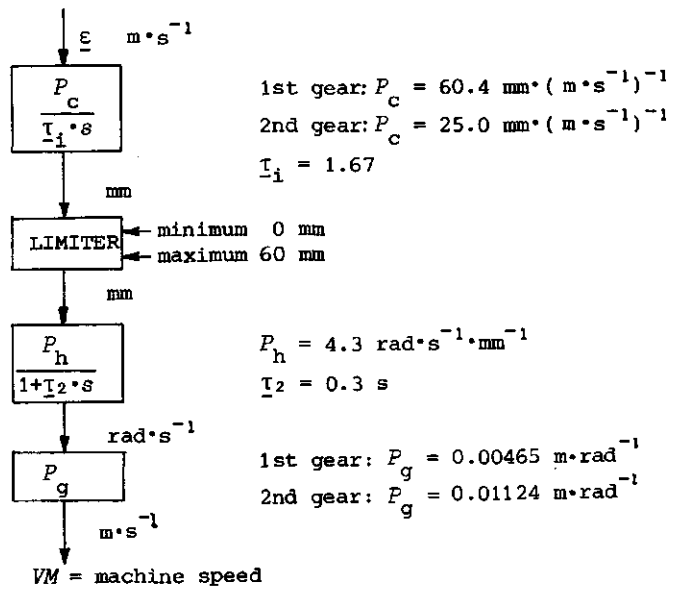 ε m·s⁻¹
P_c
τ_i·s
1st gear: P_c = 60.4 mm·(m·s⁻¹)⁻¹
2nd gear: P_c = 25.0 mm·(m·s⁻¹)⁻¹
τ_i = 1.67
mm
LIMITER
minimum 0 mm
maximum 60 mm
mm
P_h
1+τ₂·s
P_h = 4.3 rad·s⁻¹·mm⁻¹
τ₂ = 0.3 s
rad·s⁻¹
P_g
1st gear: P_g = 0.00465 m·rad⁻¹
2nd gear: P_g = 0.01124 m·rad⁻¹
m·s⁻¹
VM = machine speed